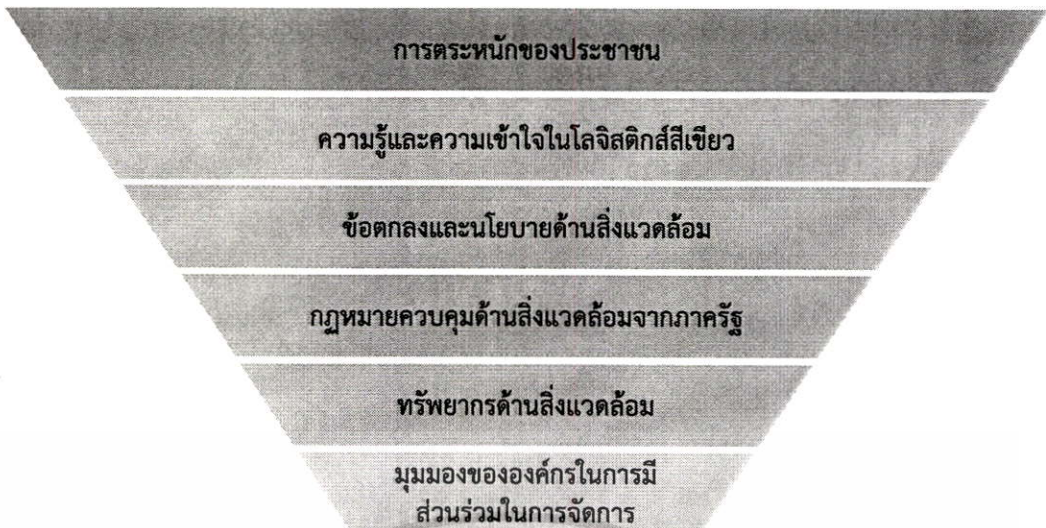 การตระหนักของประชาชน
ความรู้และความเข้าใจในโลจิสติกส์สีเขียว
ข้อตกลงและนโยบายด้านสิ่งแวดล้อม
กฎหมายควบคุมด้านสิ่งแวดล้อมจากภาครัฐ
ทรัพยากรด้านสิ่งแวดล้อม
มุมมองขององค์กรในการมี
ส่วนร่วมในการจัดการ